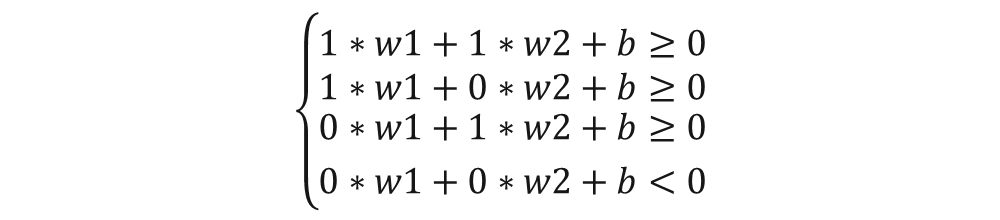 1 ∗ w1 + 1 ∗ w2 + b ≥ 0
1 ∗ w1 + 0 ∗ w2 + b ≥ 0
0 ∗ w1 + 1 ∗ w2 + b ≥ 0
0 ∗ w1 + 0 ∗ w2 + b < 0